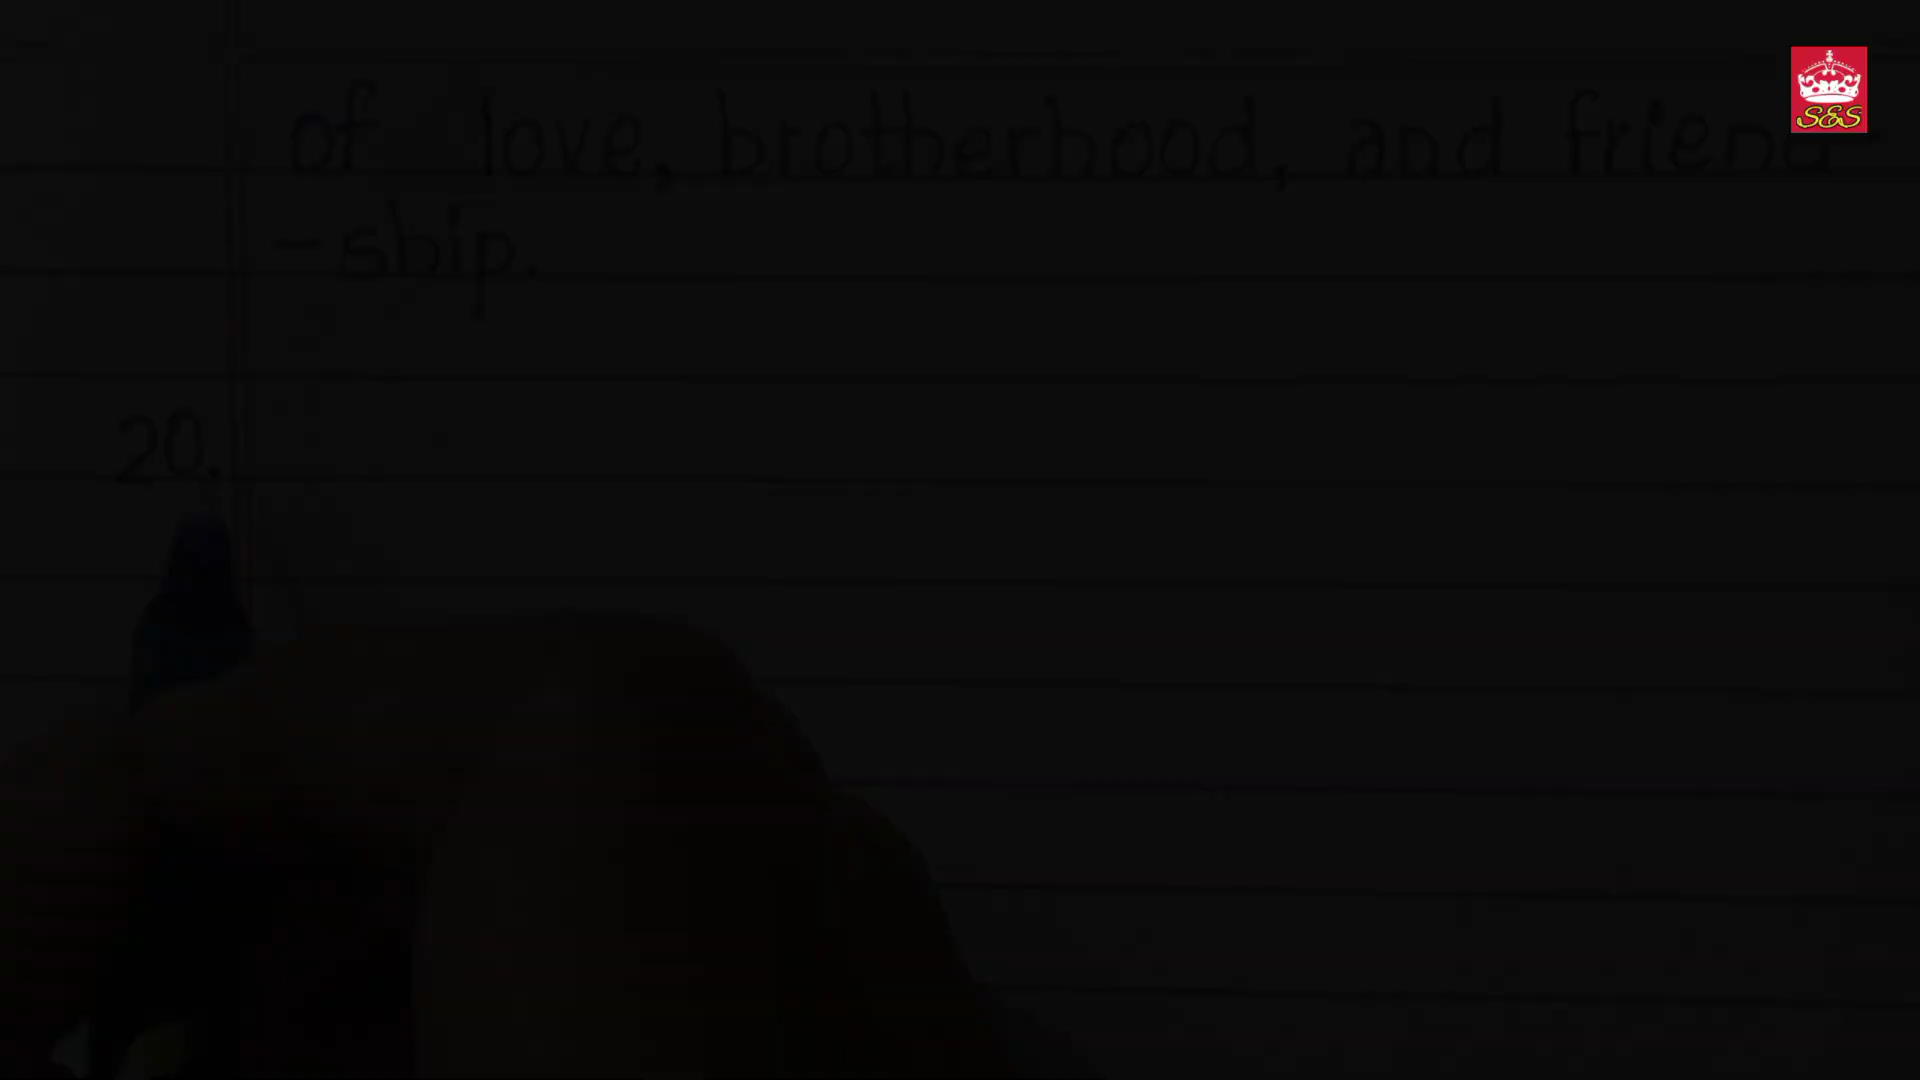 S&S
of love, brotherhood, and friend-
-ship.
20.